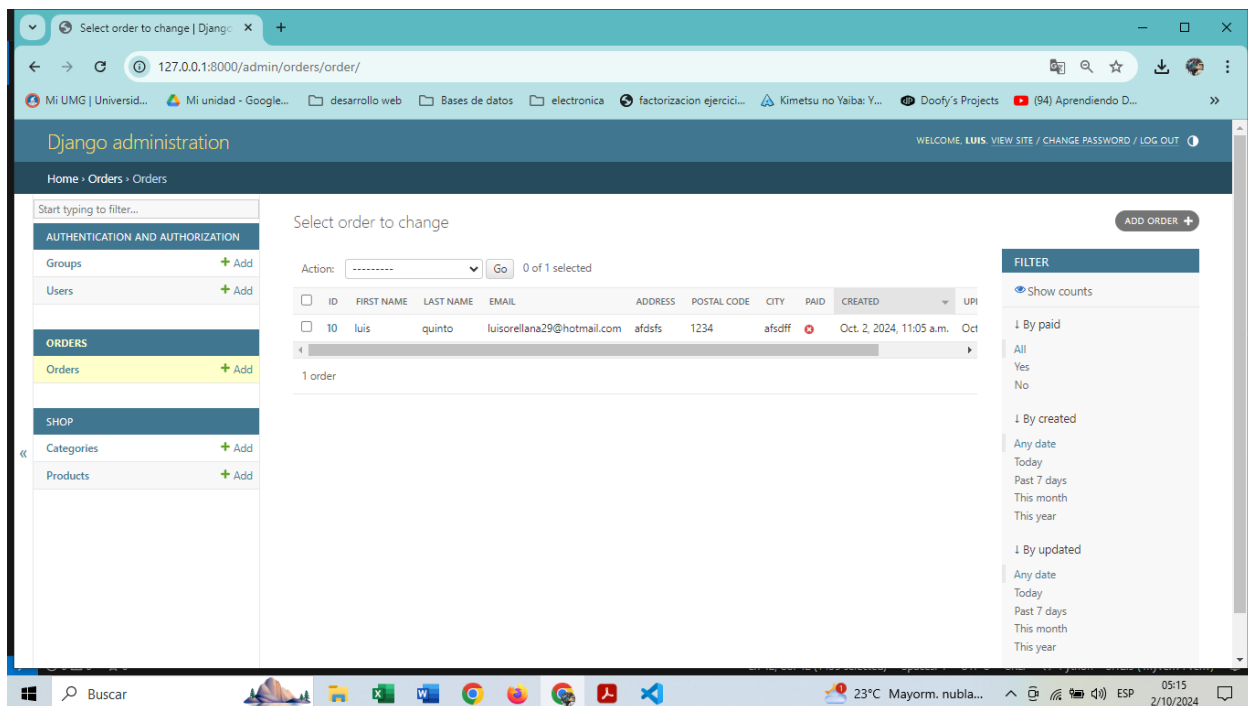 Select order to change | Django
127.0.0.1:8000/admin/orders/order/
Mi UMG | Universid...
Mi unidad - Google...
desarrollo web
Bases de datos
electronica
factorizacion ejercici...
Kimetsu no Yaiba: Y...
Doofy´s Projects
(94) Aprendiendo D...
»
Django administration
WELCOME, LUIS. VIEW SITE / CHANGE PASSWORD / LOG OUT
Home › Orders › Orders
Start typing to filter...
AUTHENTICATION AND AUTHORIZATION
Groups + Add
Users + Add
ORDERS
Orders + Add
SHOP
Categories + Add
Products + Add
«
Select order to change
ADD ORDER +
Action: --------- Go 0 of 1 selected
ID FIRST NAME LAST NAME EMAIL ADDRESS POSTAL CODE CITY PAID CREATED UP
10 luis quinto luisorellana29@hotmail.com afdsfs 1234 afsdff Oct. 2, 2024, 11:05 a.m. Oct
1 order
FILTER
Show counts
↓ By paid
All
Yes
No
↓ By created
Any date
Today
Past 7 days
This month
This year
↓ By updated
Any date
Today
Past 7 days
This month
This year
Buscar
23°C Mayorm. nubla...
ESP
05:15
2/10/2024